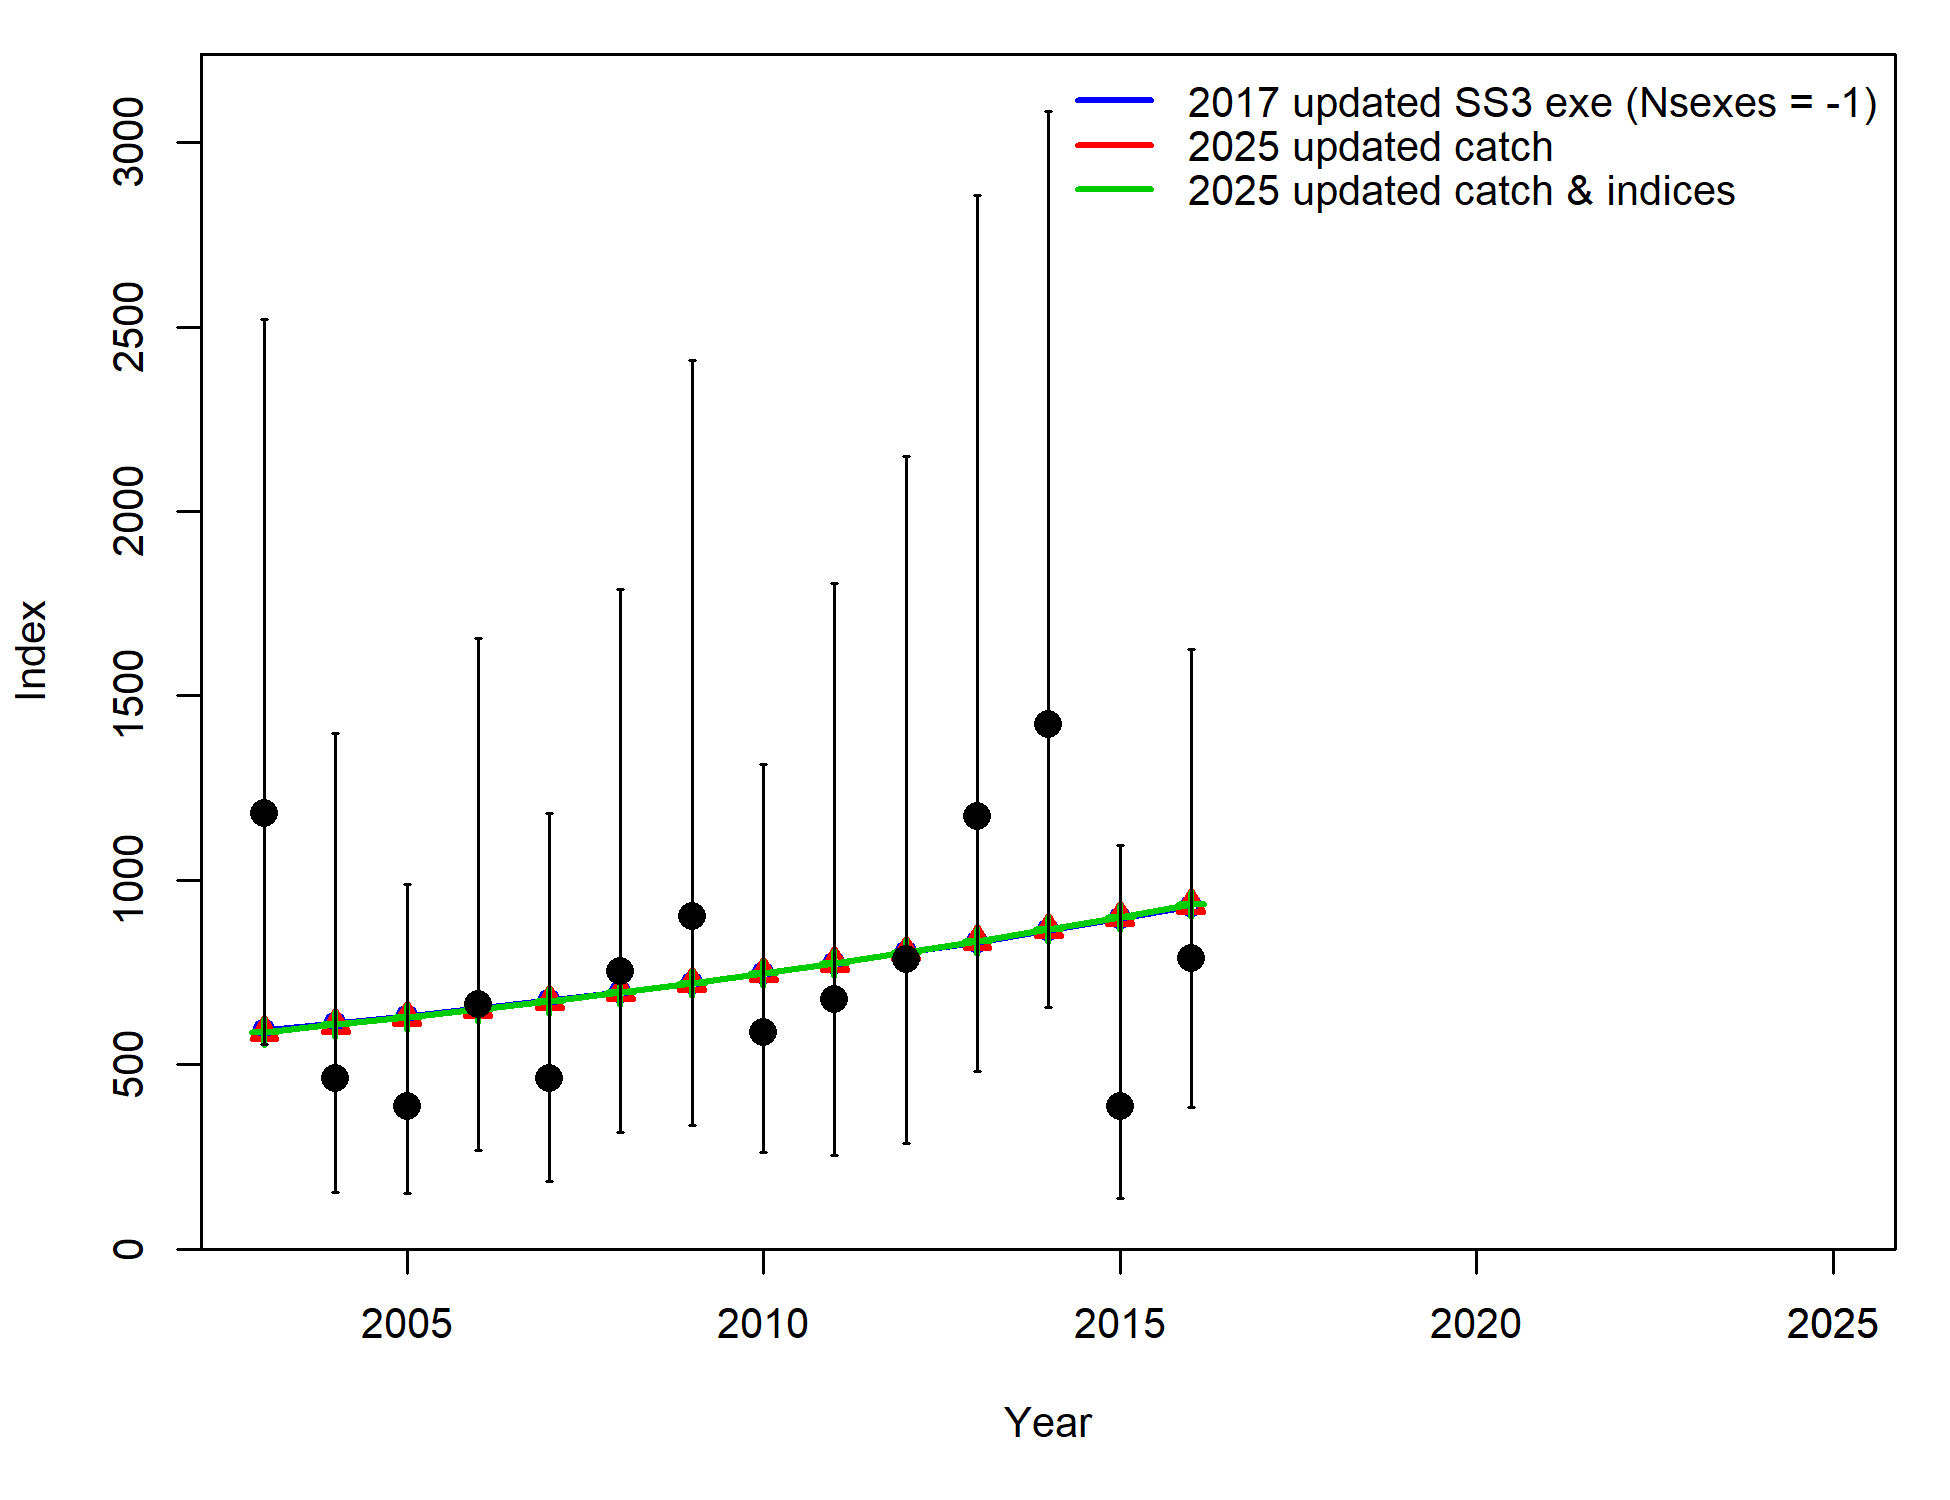 2017 updated SS3 exe (Nsexes = -1)
2025 updated catch
2025 updated catch & indices
3000
2500
2000
1500
1000
500
0
Index
2005 2010 2015 2020 2025
Year